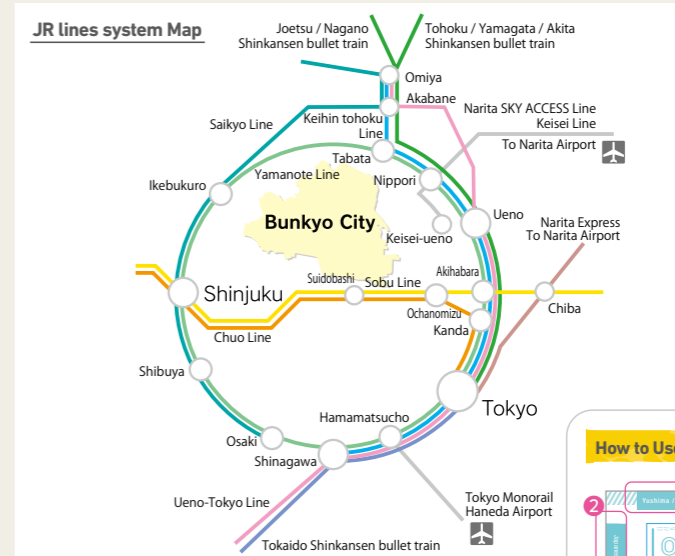 JR lines system Map
Joetsu / Nagano
Shinkansen bullet train
Tohoku / Yamagata / Akita
Shinkansen bullet train
Omiya
Akabane
Saikyo Line
Keihin tohoku
Line
Narita SKY ACCESS Line
Keisei Line
To Narita Airport
Tabata
Yamanote Line
Nippori
Ikebukuro
Bunkyo City
Ueno
Keisei-ueno
Narita Express
To Narita Airport
Akihabara
Suidobashi
Sobu Line
Shinjuku
Ochanomizu
Chiba
Kanda
Chuo Line
Shibuya
Tokyo
Hamamatsucho
Osaki
Shinagawa
How to Use
Ueno-Tokyo Line
Tokyo Monorail
Haneda Airport
Tokaido Shinkansen bullet train
2
Yushima /